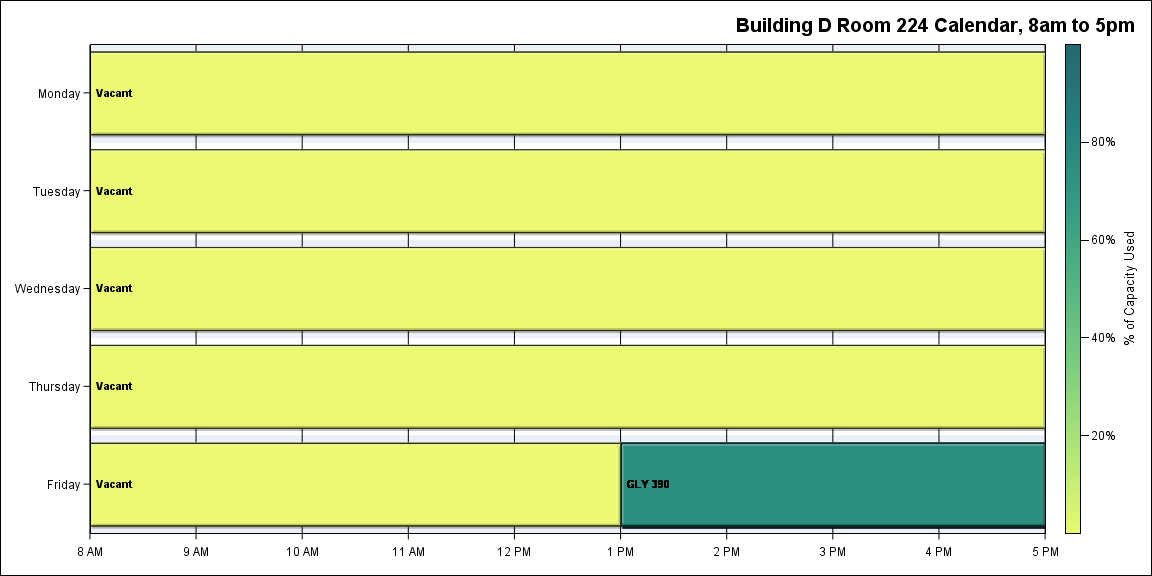 Building D Room 224 Calendar, 8am to 5pm
Monday
Vacant
Tuesday
Vacant
Wednesday
Vacant
Thursday
Vacant
Friday
Vacant
GLY 390
8 AM
9 AM
10 AM
11 AM
12 PM
1 PM
2 PM
3 PM
4 PM
5 PM
80%
60%
40%
20%
% of Capacity Used